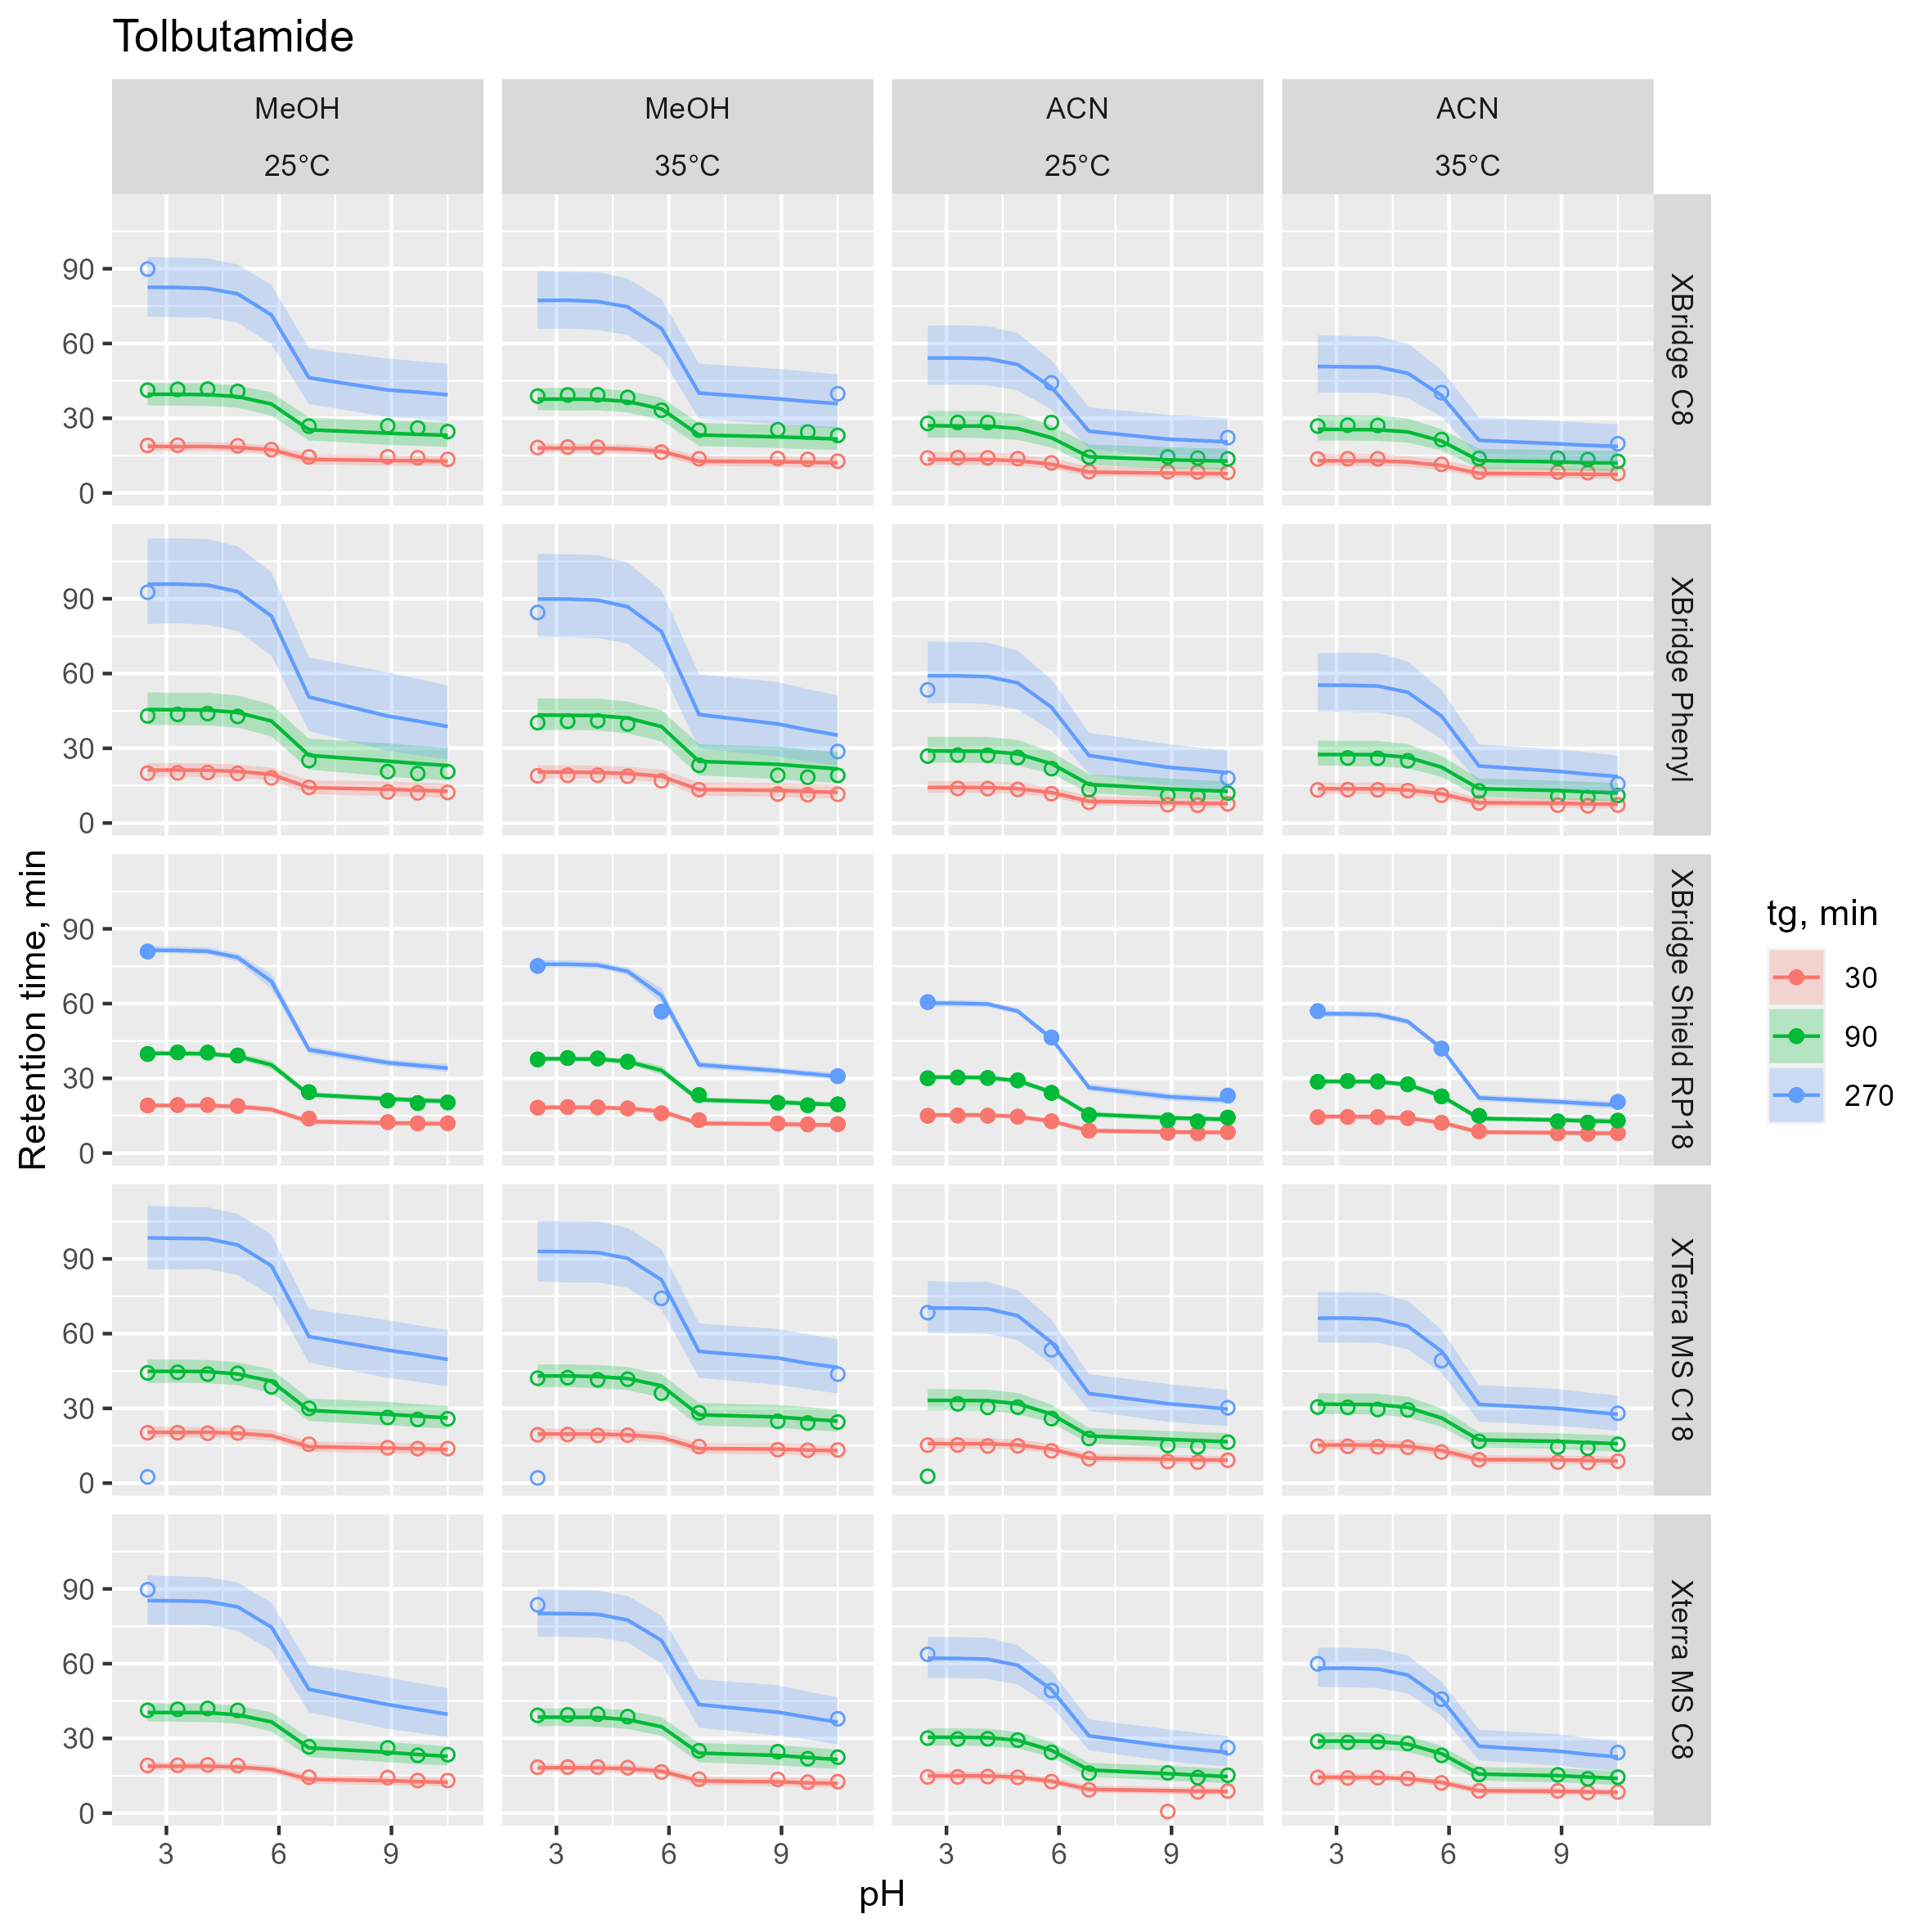 Tolbutamide
MeOH
25°C
MeOH
35°C
ACN
25°C
ACN
35°C
90
60
30
0
XBridge C8
90
60
30
0
XBridge Phenyl
90
60
30
0
XBridge Shield RP18
90
60
30
0
XTerra MS C18
90
60
30
0
Xterra MS C8
3 6 9
3 6 9
3 6 9
3 6 9
pH
Retention time, min
tg, min
30
90
270